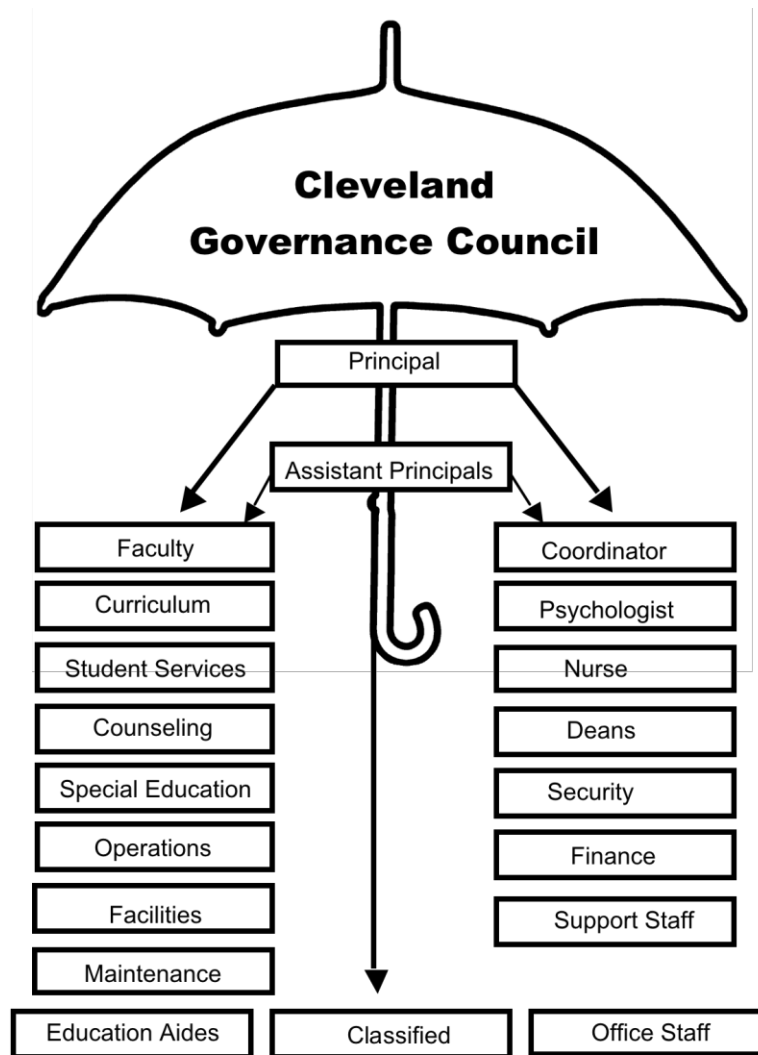 Cleveland
Governance Council
Principal
Assistant Principals
Faculty
Curriculum
Student Services
Counseling
Special Education
Operations
Facilities
Maintenance
Coordinator
Psychologist
Nurse
Deans
Security
Finance
Support Staff
Education Aides
Classified
Office Staff